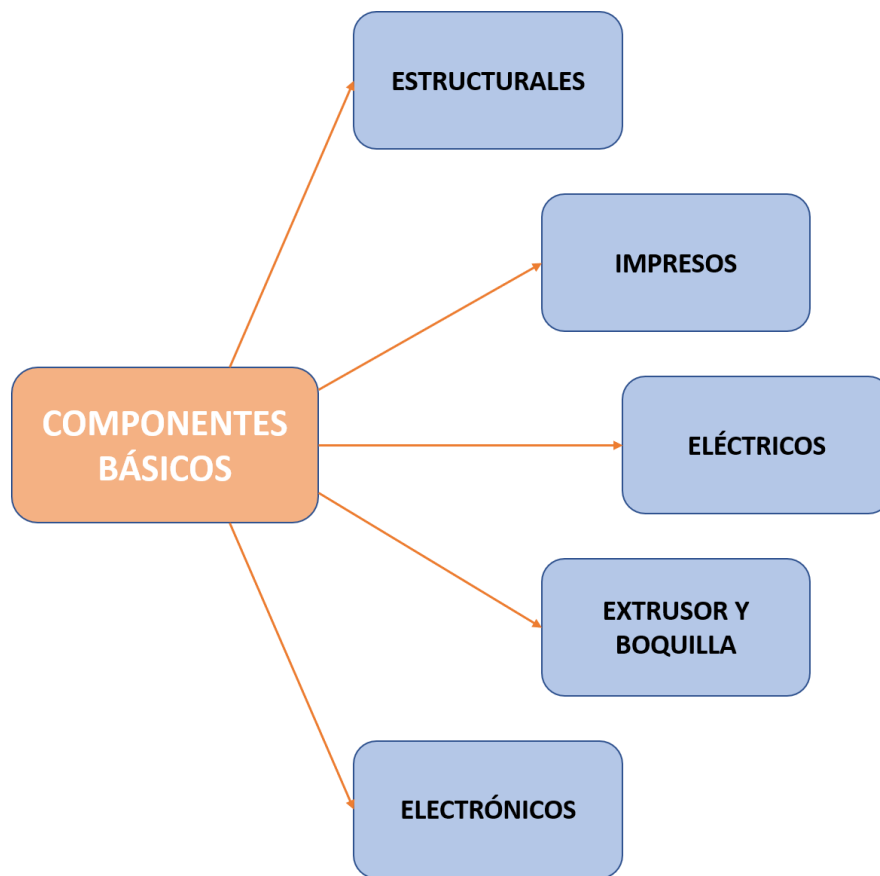 ESTRUCTURALES
IMPRESOS
COMPONENTES
BÁSICOS
ELÉCTRICOS
EXTRUSOR Y
BOQUILLA
ELECTRÓNICOS